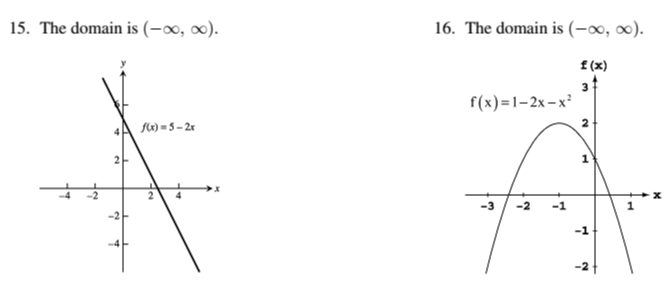 15. The domain is (−∞, ∞).
y
6
4
f(x) = 5 − 2x
2
−4 −2 2 4 x
−2
−4
16. The domain is (−∞, ∞).
f(x)
3
f(x)=1−2x−x²
2
1
−3 −2 −1 1 x
−1
−2